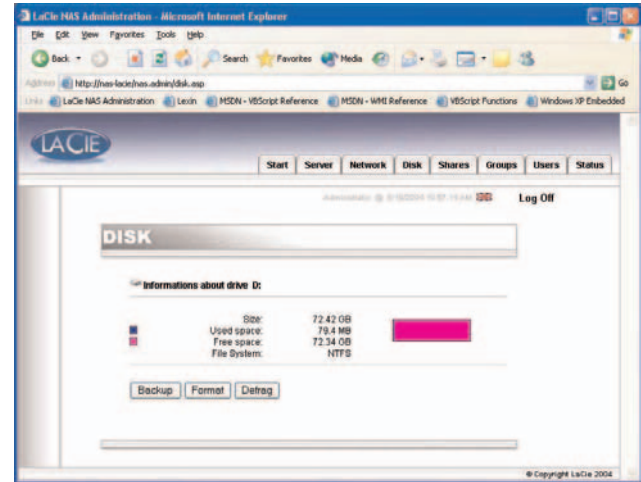 LaCie NAS Administration - Microsoft Internet Explorer
File Edit View Favorites Tools Help
Back Search Favorites Media
Address http://nas-lacie/nas.admin/disk.asp Go
Links LaCie NAS Administration Lexin MSDN - VBScript Reference MSDN - WMI Reference VBScript Functions Windows XP Embedded
LACIE
Start Server Network Disk Shares Groups Users Status
Log Off
DISK
Informations about drive D:
Size: 72.42 GB
Used space: 79.4 MB
Free space: 72.34 GB
File System: NTFS
Backup Format Defrag
© Copyright LaCie 2004